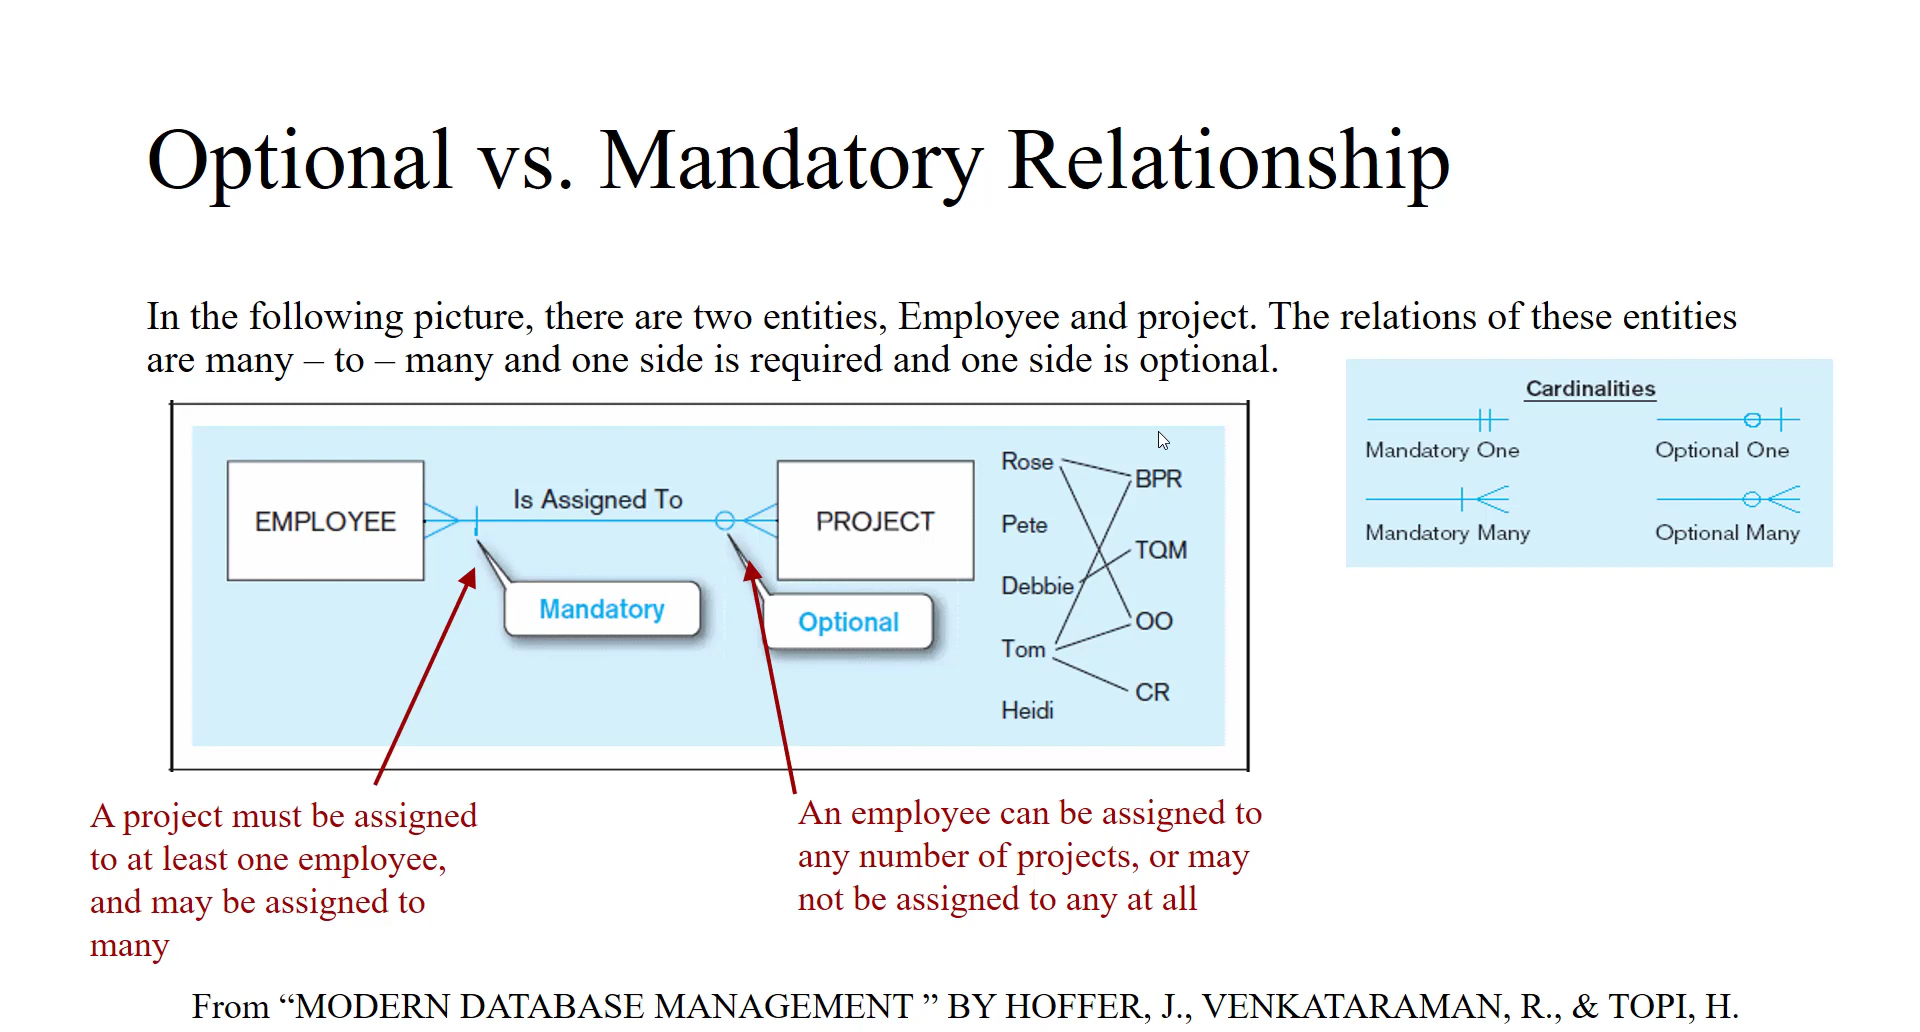 Optional vs. Mandatory Relationship
In the following picture, there are two entities, Employee and project. The relations of these entities
are many – to – many and one side is required and one side is optional.
Cardinalities
Mandatory One
Optional One
Mandatory Many
Optional Many
EMPLOYEE
Is Assigned To
PROJECT
Mandatory
Optional
Rose
BPR
Pete
TQM
Debbie
OO
Tom
CR
Heidi
A project must be assigned
to at least one employee,
and may be assigned to
many
An employee can be assigned to
any number of projects, or may
not be assigned to any at all
From “MODERN DATABASE MANAGEMENT ” BY HOFFER, J., VENKATARAMAN, R., & TOPI, H.